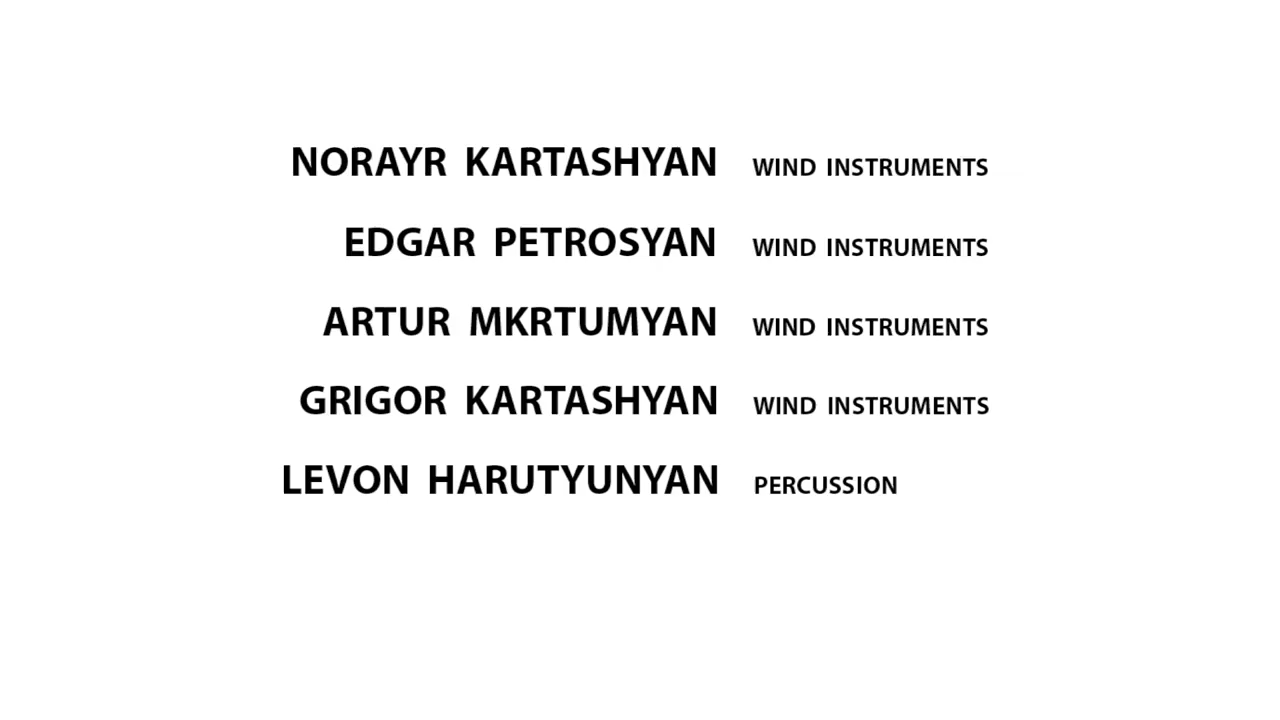 NORAYR KARTASHYAN WIND INSTRUMENTS
EDGAR PETROSYAN WIND INSTRUMENTS
ARTUR MKRTUMYAN WIND INSTRUMENTS
GRIGOR KARTASHYAN WIND INSTRUMENTS
LEVON HARUTYUNYAN PERCUSSION